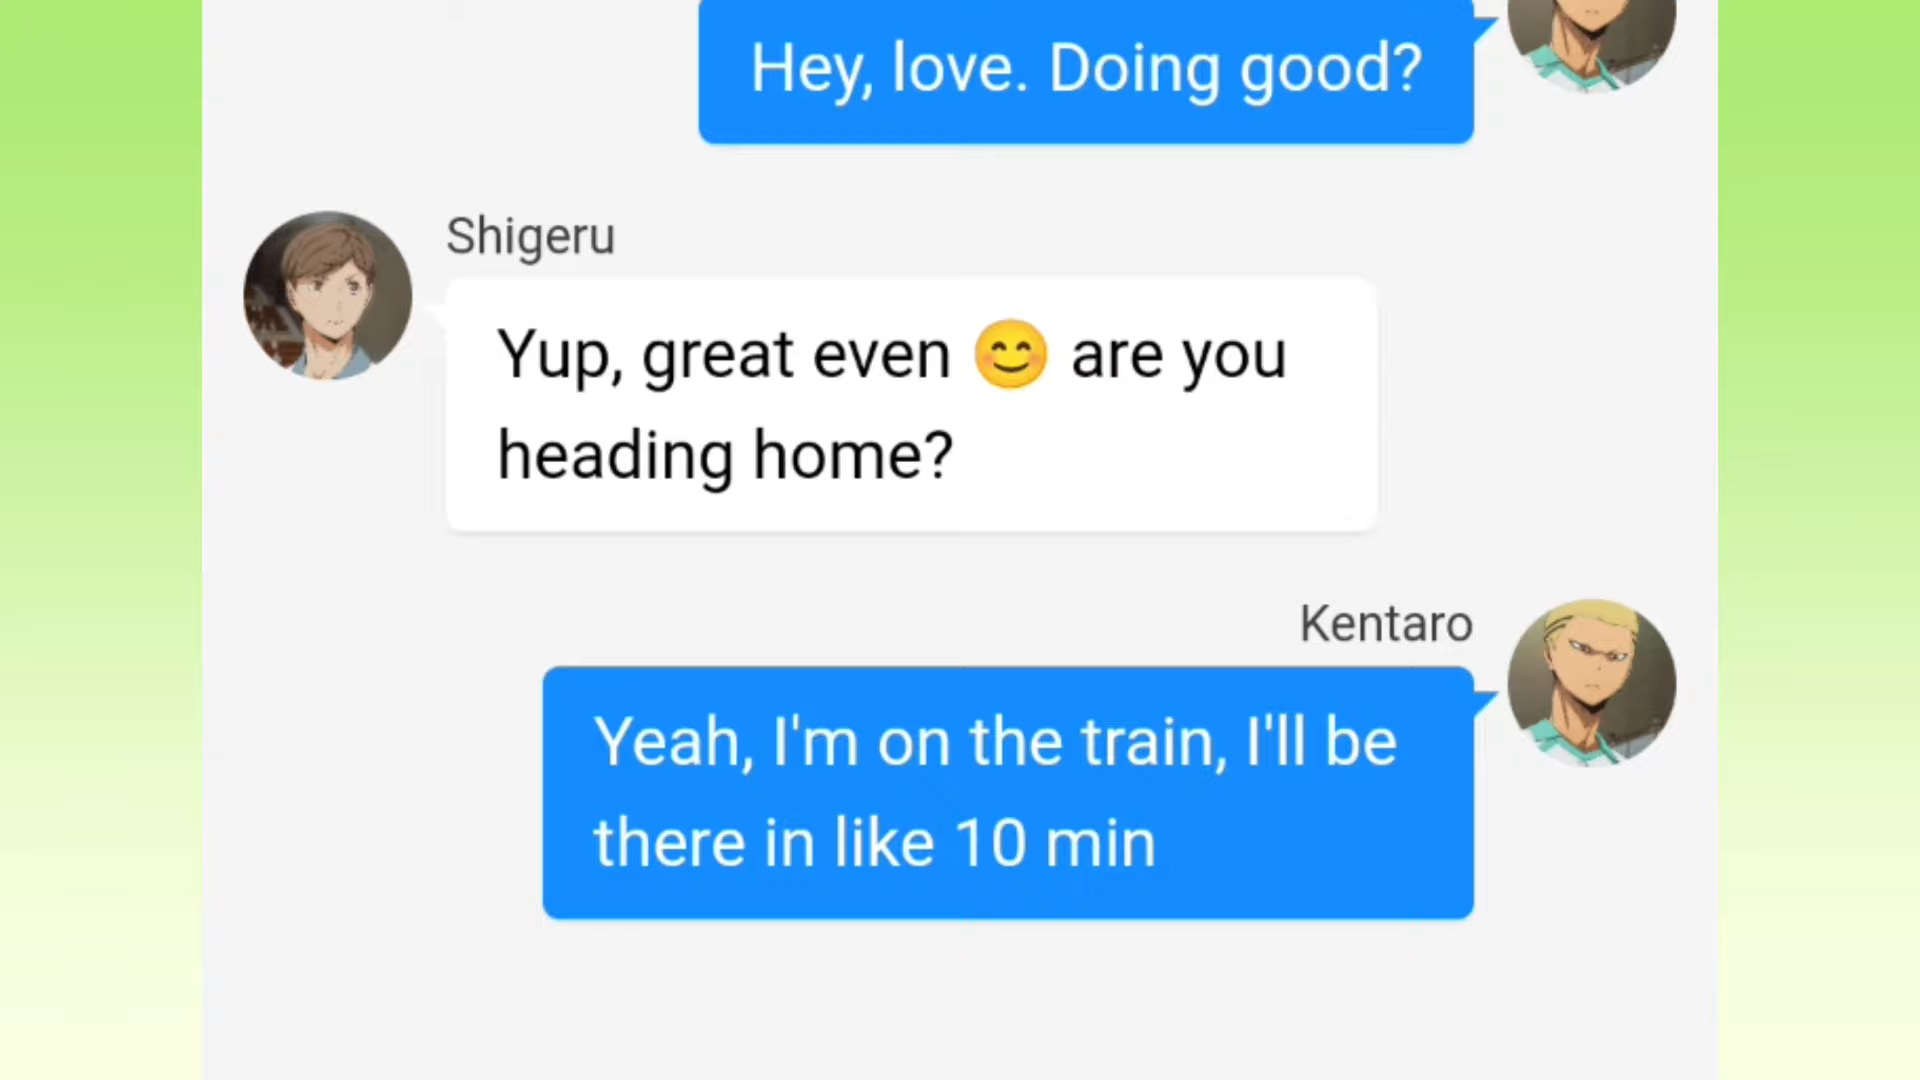 Hey, love. Doing good?
Shigeru
Yup, great even 😊 are you
heading home?
Kentaro
Yeah, I'm on the train, I'll be
there in like 10 min